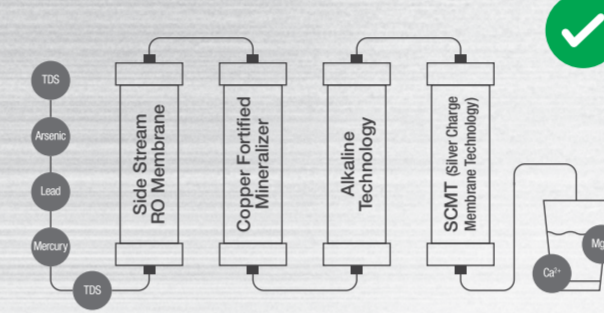 TDS
Arsenic
Lead
Mercury
TDS
Side Stream
RO Membrane
Copper Fortified
Mineralizer
Alkaline
Technology
SCMT (Silver Charge
Membrane Technology)
Ca²⁺
Mg